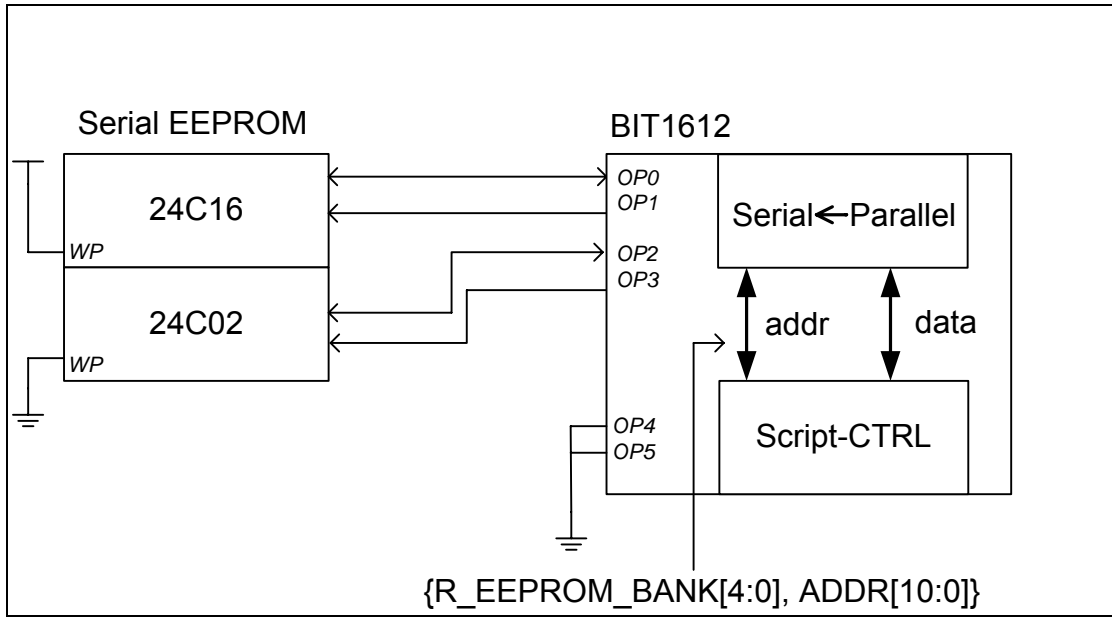 Serial EEPROM
BIT1612
24C16
WP
24C02
WP
OP0
OP1
OP2
OP3
OP4
OP5
Serial←Parallel
addr
data
Script-CTRL
{R_EEPROM_BANK[4:0], ADDR[10:0]}